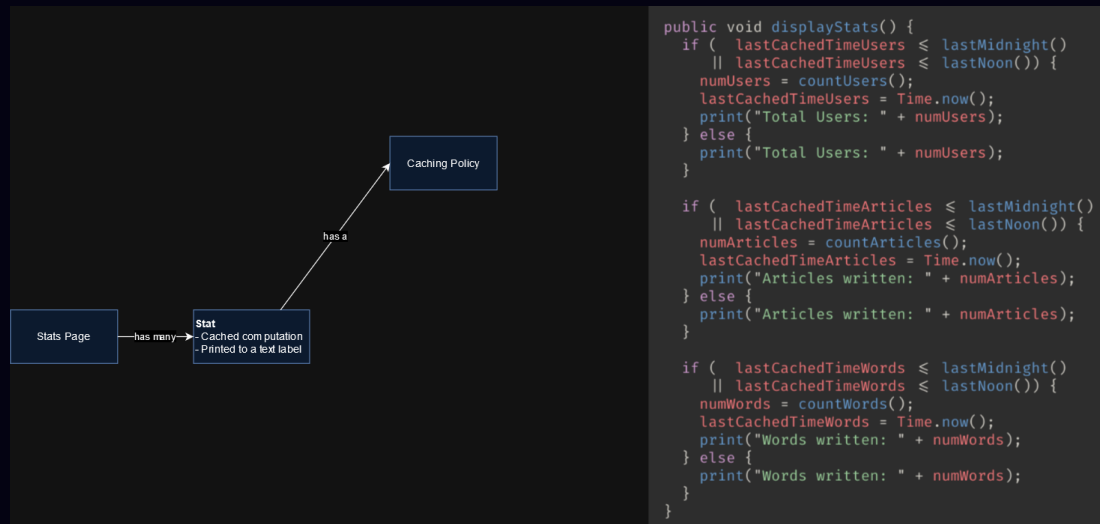 Caching Policy
has a
Stats Page
has many
Stat
- Cached computation
- Printed to a text label
public void displayStats() {
if ( lastCachedTimeUsers ⩽ lastMidnight()
|| lastCachedTimeUsers ⩽ lastNoon()) {
numUsers = countUsers();
lastCachedTimeUsers = Time.now();
print("Total Users: " + numUsers);
} else {
print("Total Users: " + numUsers);
}
if ( lastCachedTimeArticles ⩽ lastMidnight()
|| lastCachedTimeArticles ⩽ lastNoon()) {
numArticles = countArticles();
lastCachedTimeArticles = Time.now();
print("Articles written: " + numArticles);
} else {
print("Articles written: " + numArticles);
}
if ( lastCachedTimeWords ⩽ lastMidnight()
|| lastCachedTimeWords ⩽ lastNoon()) {
numWords = countWords();
lastCachedTimeWords = Time.now();
print("Words written: " + numWords);
} else {
print("Words written: " + numWords);
}
}